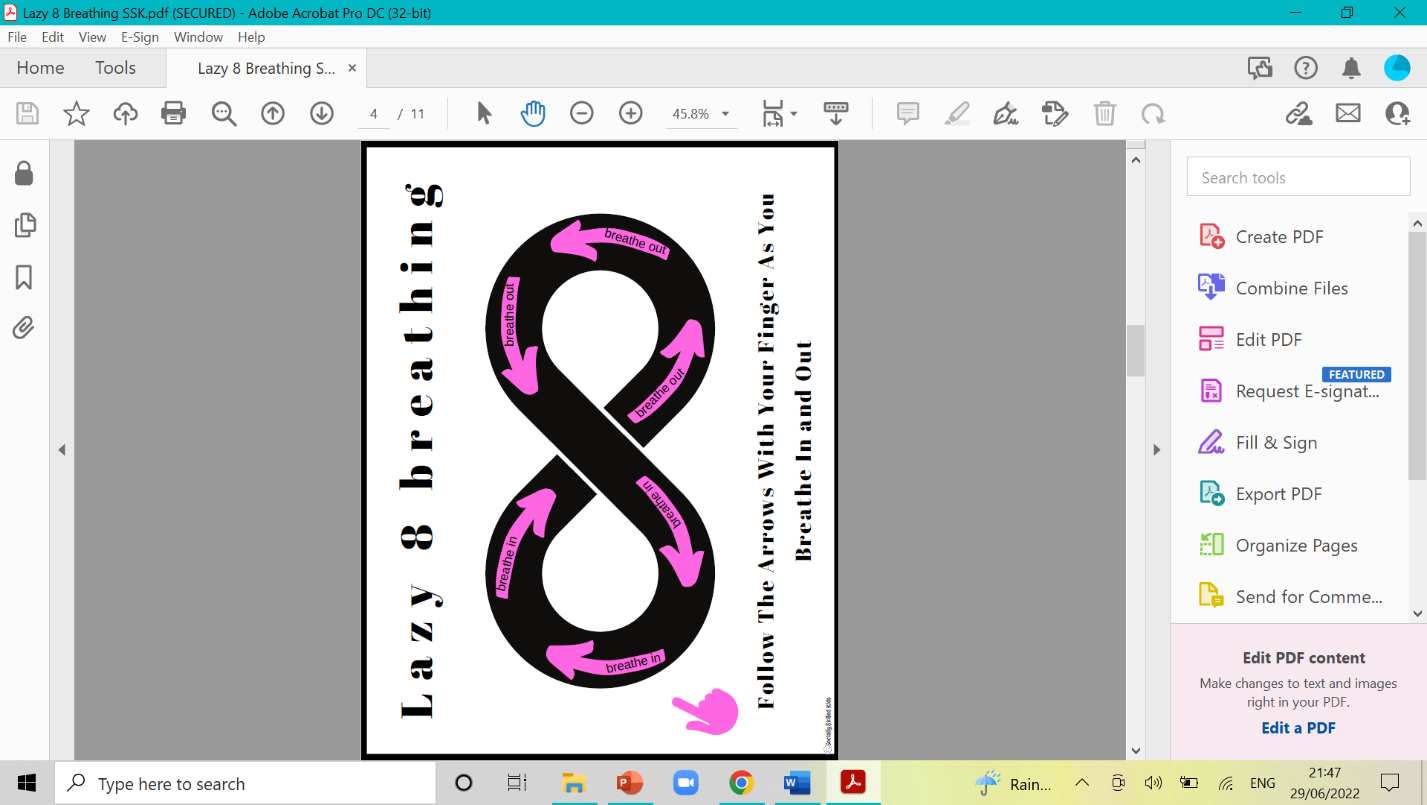 Lazy 8 Breathing SSK.pdf (SECURED) - Adobe Acrobat Pro DC (32-bit)
File Edit View E-Sign Window Help
Home Tools Lazy 8 Breathing S... ×
4 / 11 45.8%
Lazy 8 breathing
breathe out
breathe out
breathe out
breathe in
breathe in
breathe in
Follow The Arrows With Your Finger As You
Breathe In and Out
©Socially Skilled Kids
Search tools
Create PDF
Combine Files
Edit PDF
FEATURED
Request E-signat...
Fill & Sign
Export PDF
Organize Pages
Send for Comme...
Edit PDF content
Make changes to text and images
right in your PDF.
Edit a PDF
Type here to search
Rain...
ENG
21:47
29/06/2022